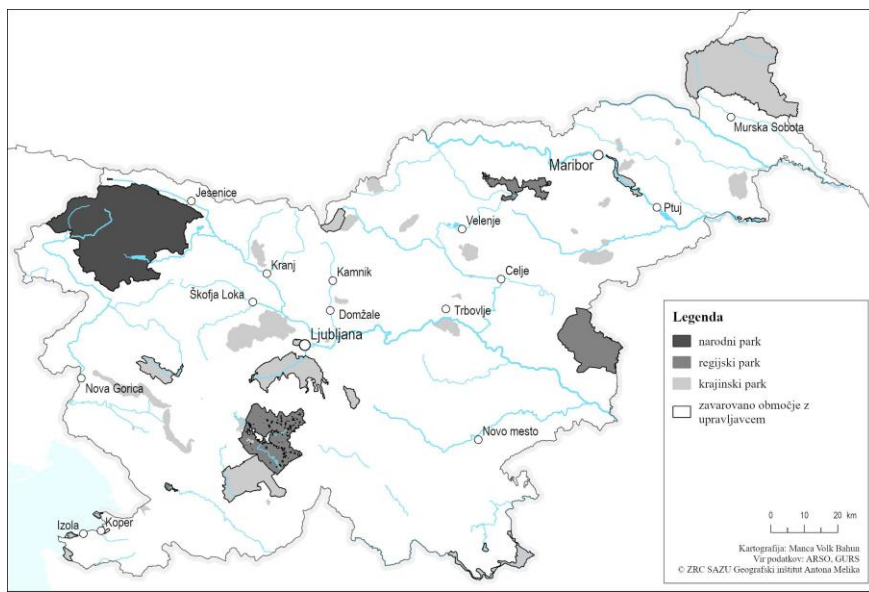 Murska Sobota
Maribor
Jesenice
Ptuj
Velenje
Kranj
Kamnik
Celje
Škofja Loka
Domžale
Trbovlje
Ljubljana
Nova Gorica
Novo mesto
Izola
Koper
Legenda
narodni park
regijski park
krajinski park
zavarovano območje z
upravljavcem
0 10 20 km
Kartografija: Manca Volk Bahun
Vir podatkov: ARSO, GURS
© ZRC SAZU Geografski inštitut Antona Melika